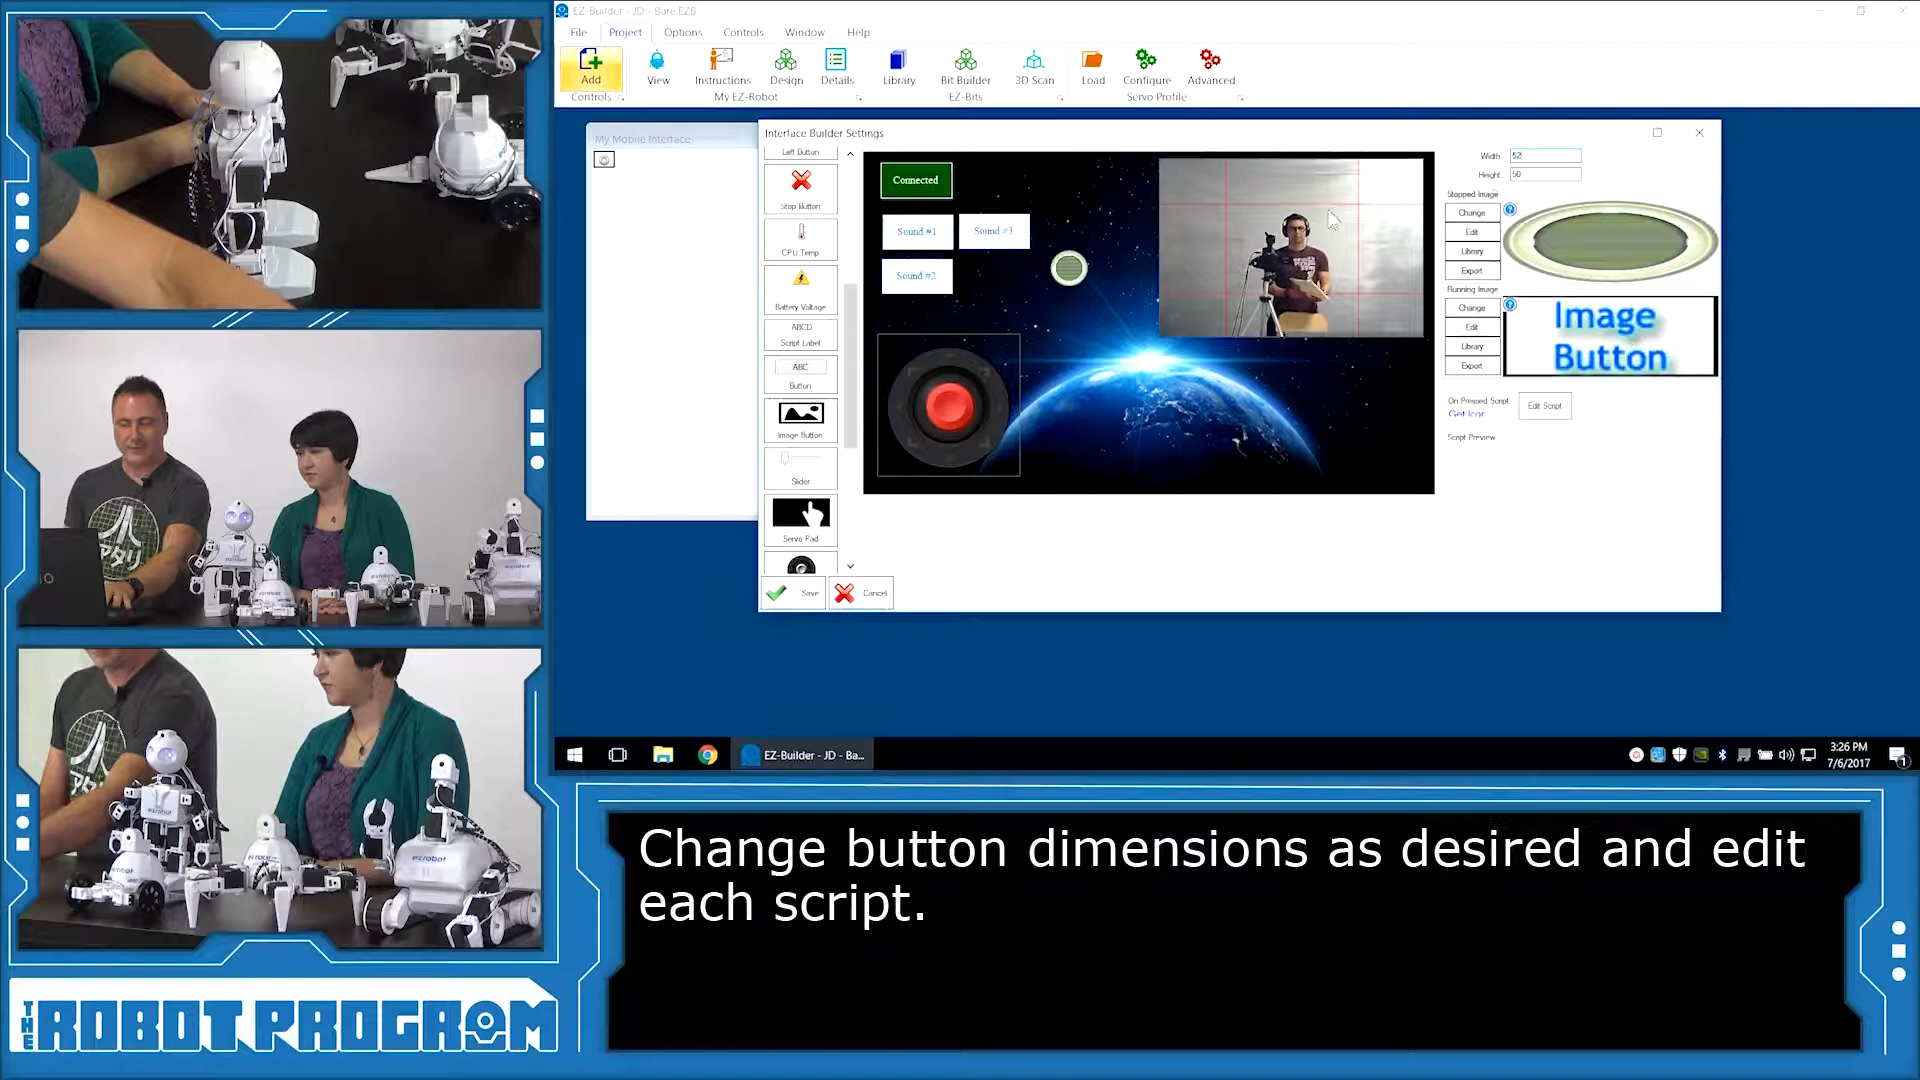 EZ-Builder - JD - Bare.EZB
File Project Options Controls Window Help
Add View Instructions Design Details Library Bit Builder 3D Scan Load Configure Advanced
Controls My EZ-Robot EZ-Bits Servo Profile
My Mobile Interface
Interface Builder Settings
Left Button
Stop Button
CPU Temp
Battery Voltage
ABCD
Script Label
ABC
Button
Image Button
Slider
Servo Pad
Save Cancel
Connected
Sound #1 Sound #3
Sound #2
Width 52
Height 50
Stopped Image
Change
Edit
Library
Export
Running Image
Change
Edit
Library
Export
Image
Button
On Pressed Script
Edit Script
Script Preview
EZ-Builder - JD - Ba...
3:26 PM
7/6/2017
1
アタリ
ezrobot
Change button dimensions as desired and edit
each script.
THE ROBOT PROGRAM